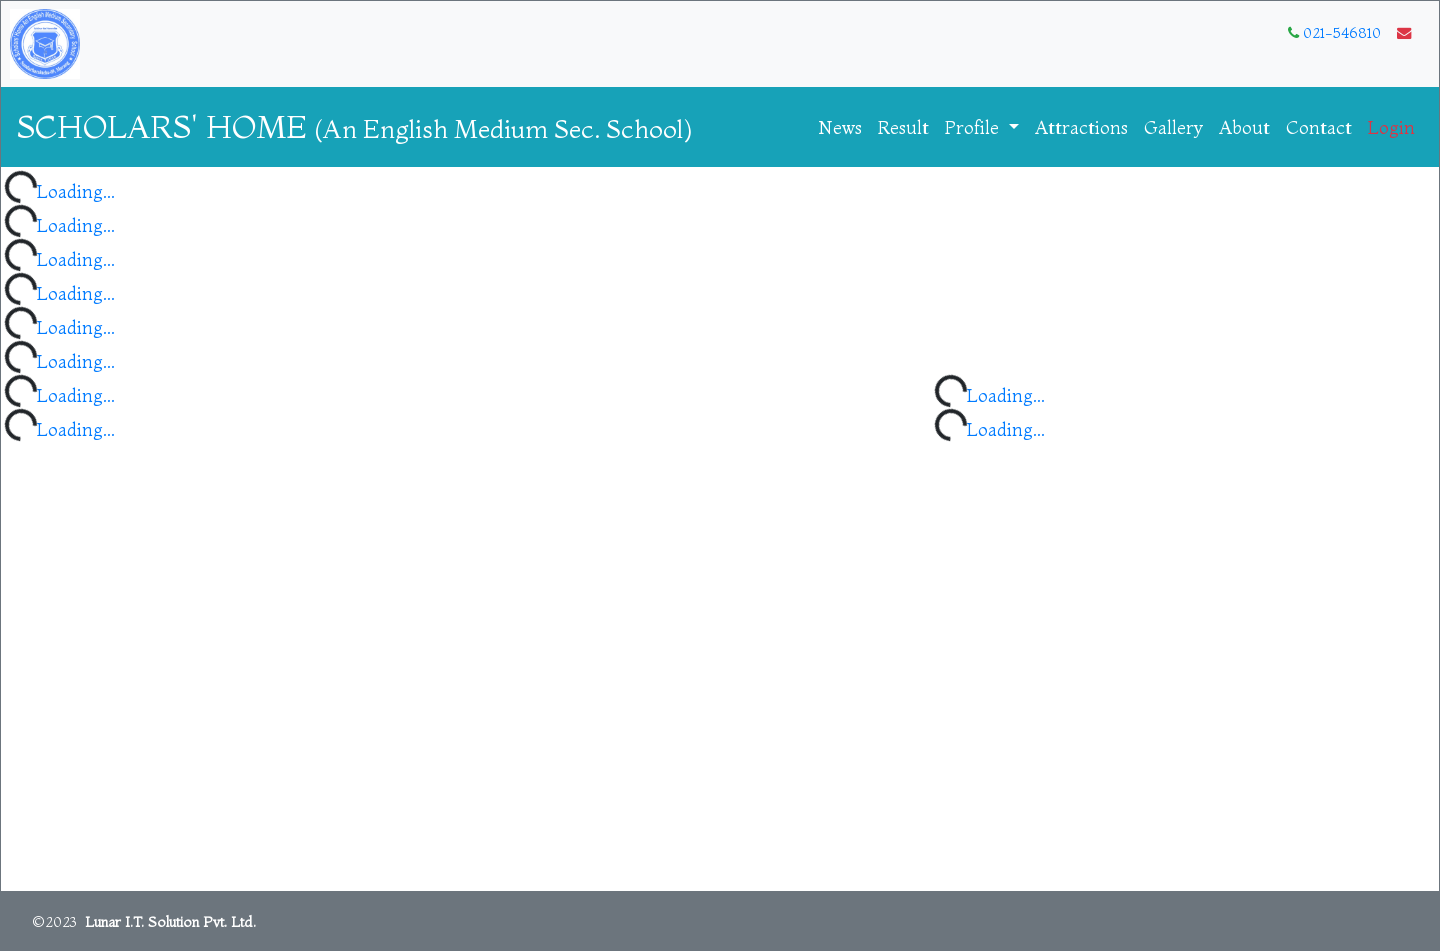 021-546810
SCHOLARS' HOME (An English Medium Sec. School)
News Result Profile Attractions Gallery About Contact Login
Loading...
Loading...
Loading...
Loading...
Loading...
Loading...
Loading... Loading...
Loading... Loading...
©2023 Lunar I.T. Solution Pvt. Ltd.